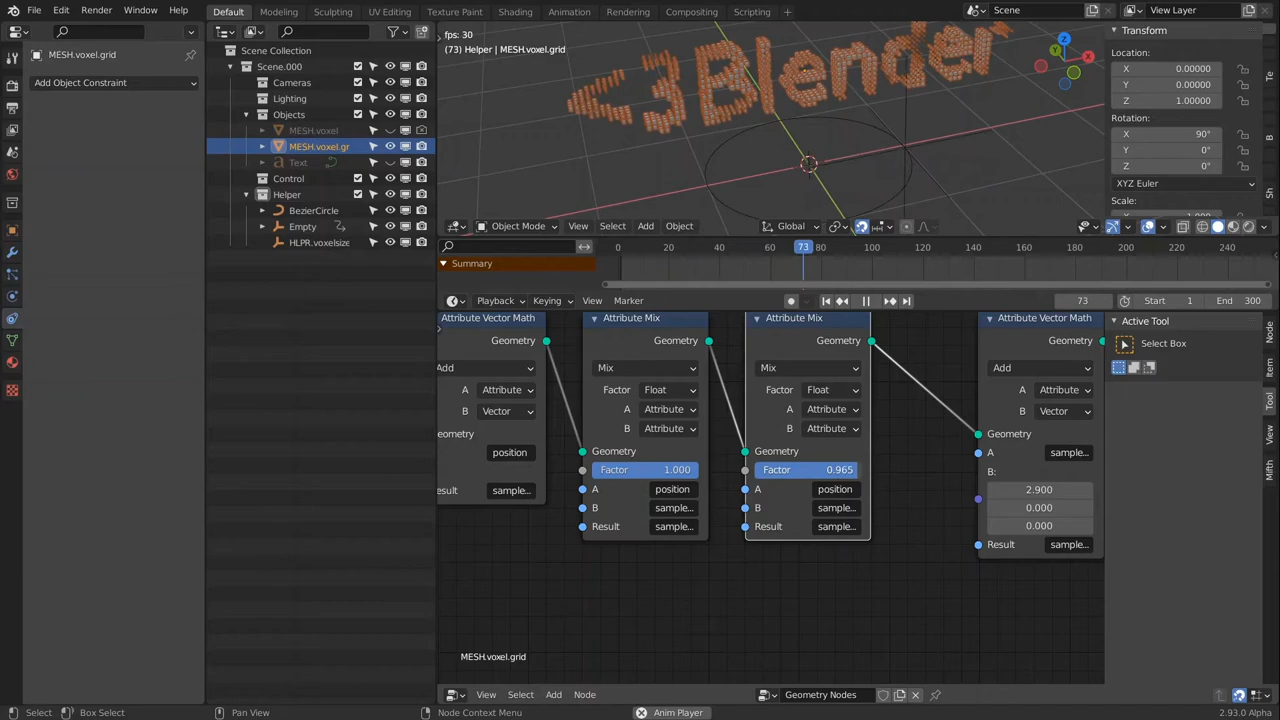 File Edit Render Window Help Default Modeling Sculpting UV Editing Texture Paint Shading Animation Rendering Compositing Scripting + Scene View Layer
MESH.voxel.grid
Add Object Constraint
Scene Collection
Scene.000
Cameras
Lighting
Objects
MESH.voxel
MESH.voxel.gr
Text
Control
Helper
BezierCircle
Empty
HLPR.voxelsize
fps: 30
(73) Helper | MESH.voxel.grid
<3 Blender
Z
Y
X
Transform
Location:
X 0.00000
Y 0.00000
Z 1.00000
Rotation:
X 90°
Y 0°
Z 0°
XYZ Euler
Scale:
Object Mode View Select Add Object Global
0 20 40 60 73 80 100 120 140 160 180 200 220 240
Summary
Playback Keying View Marker 73 Start 1 End 300
Attribute Vector Math
Geometry
Add
A Attribute
B Vector
eometry
position
esult sample...
Attribute Mix
Geometry
Mix
Factor Float
A Attribute
B Attribute
Geometry
Factor 1.000
A position
B sample...
Result sample...
Attribute Mix
Geometry
Mix
Factor Float
A Attribute
B Attribute
Geometry
Factor 0.965
A position
B sample...
Result sample...
Attribute Vector Math
Geometry
Add
A Attribute
B Vector
Geometry
A sample...
B:
2.900
0.000
0.000
Result sample...
Active Tool
Select Box
Node
Item
Tool
View
Mifth
MESH.voxel.grid
View Select Add Node Geometry Nodes
Select Box Select Pan View Node Context Menu Anim Player 2.93.0 Alpha